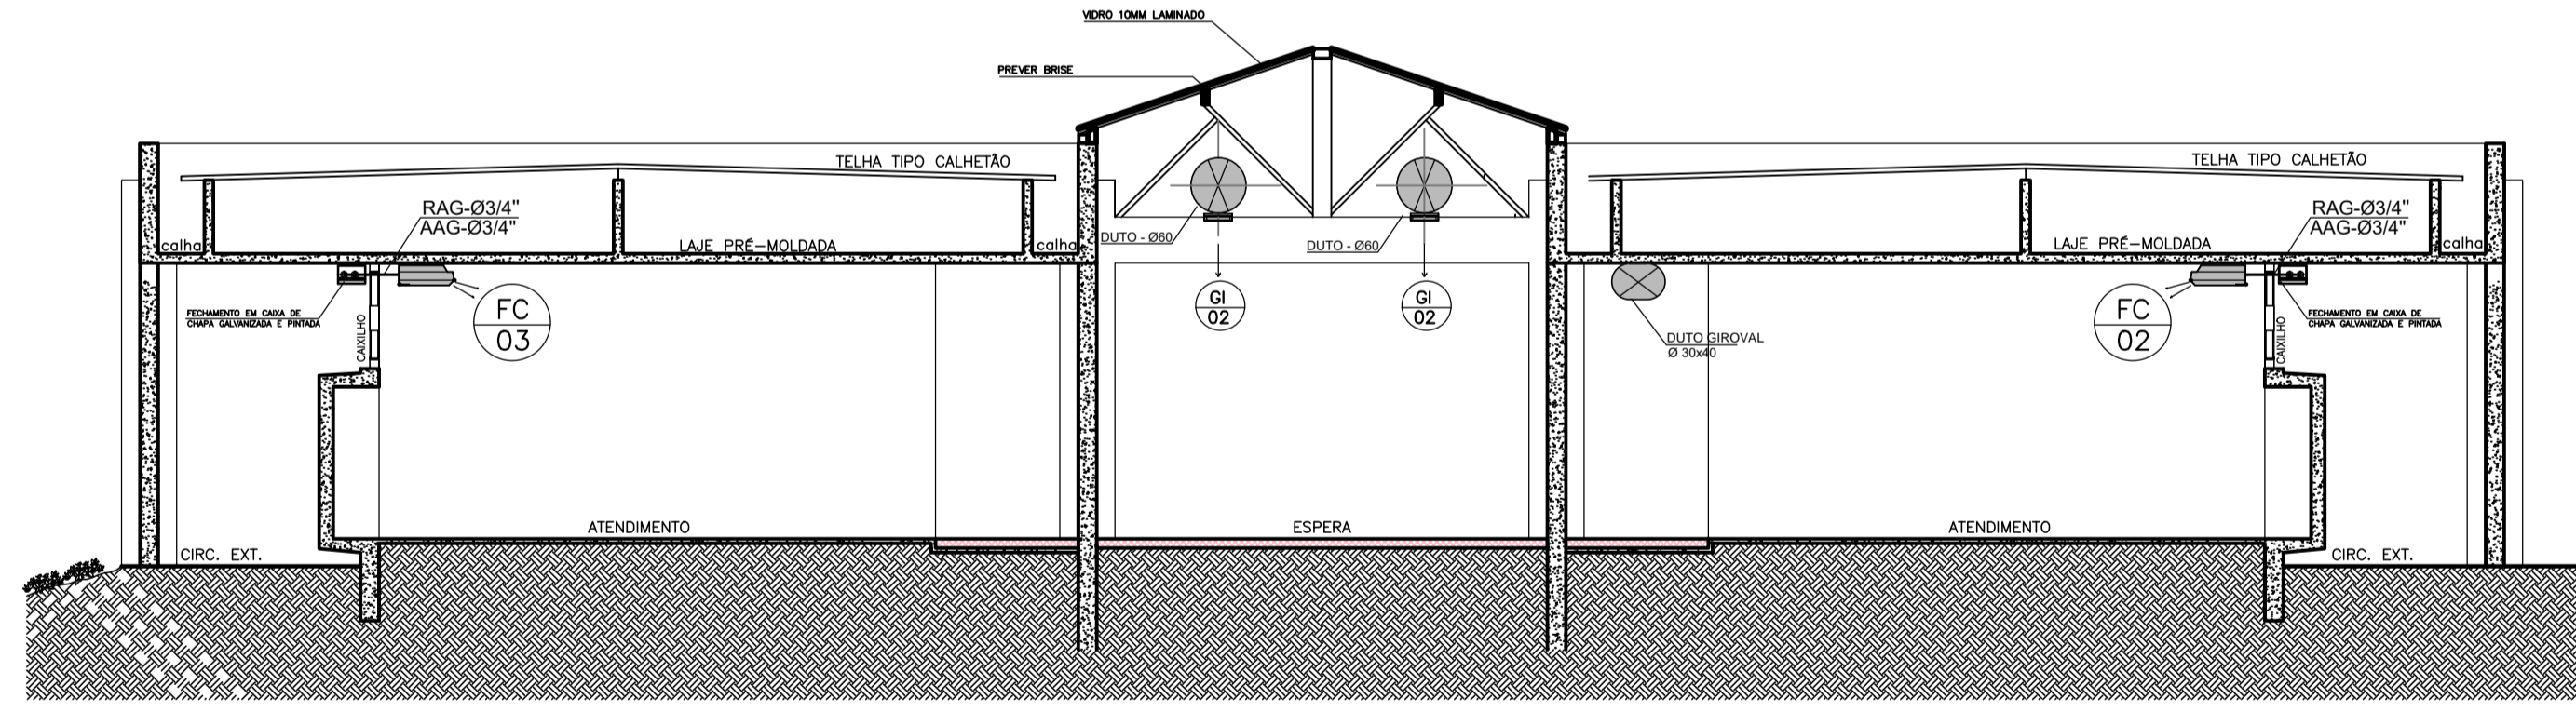 VIDRO 10MM LAMINADO
PREVER BRISE
TELHA TIPO CALHETÃO
TELHA TIPO CALHETÃO
RAG-Ø3/4"
AAG-Ø3/4"
RAG-Ø3/4"
AAG-Ø3/4"
calha
LAJE PRÉ-MOLDADA
calha
DUTO - Ø60
DUTO - Ø60
LAJE PRÉ-MOLDADA
calha
FECHAMENTO EM CAIXA DE
CHAPA GALVANIZADA E PINTADA
CAIXILHO
FC
03
GI
02
GI
02
DUTO GIROVAL
Ø 30x40
FC
02
CAIXILHO
FECHAMENTO EM CAIXA DE
CHAPA GALVANIZADA E PINTADA
ATENDIMENTO
ESPERA
ATENDIMENTO
CIRC. EXT.
CIRC. EXT.